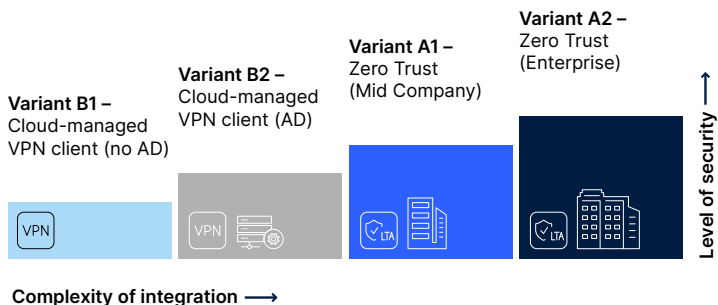 Variant B1 –
Cloud-managed
VPN client (no AD)
Variant B2 –
Cloud-managed
VPN client (AD)
Variant A1 –
Zero Trust
(Mid Company)
Variant A2 –
Zero Trust
(Enterprise)
VPN
VPN
LTA
LTA
Level of security
Complexity of integration